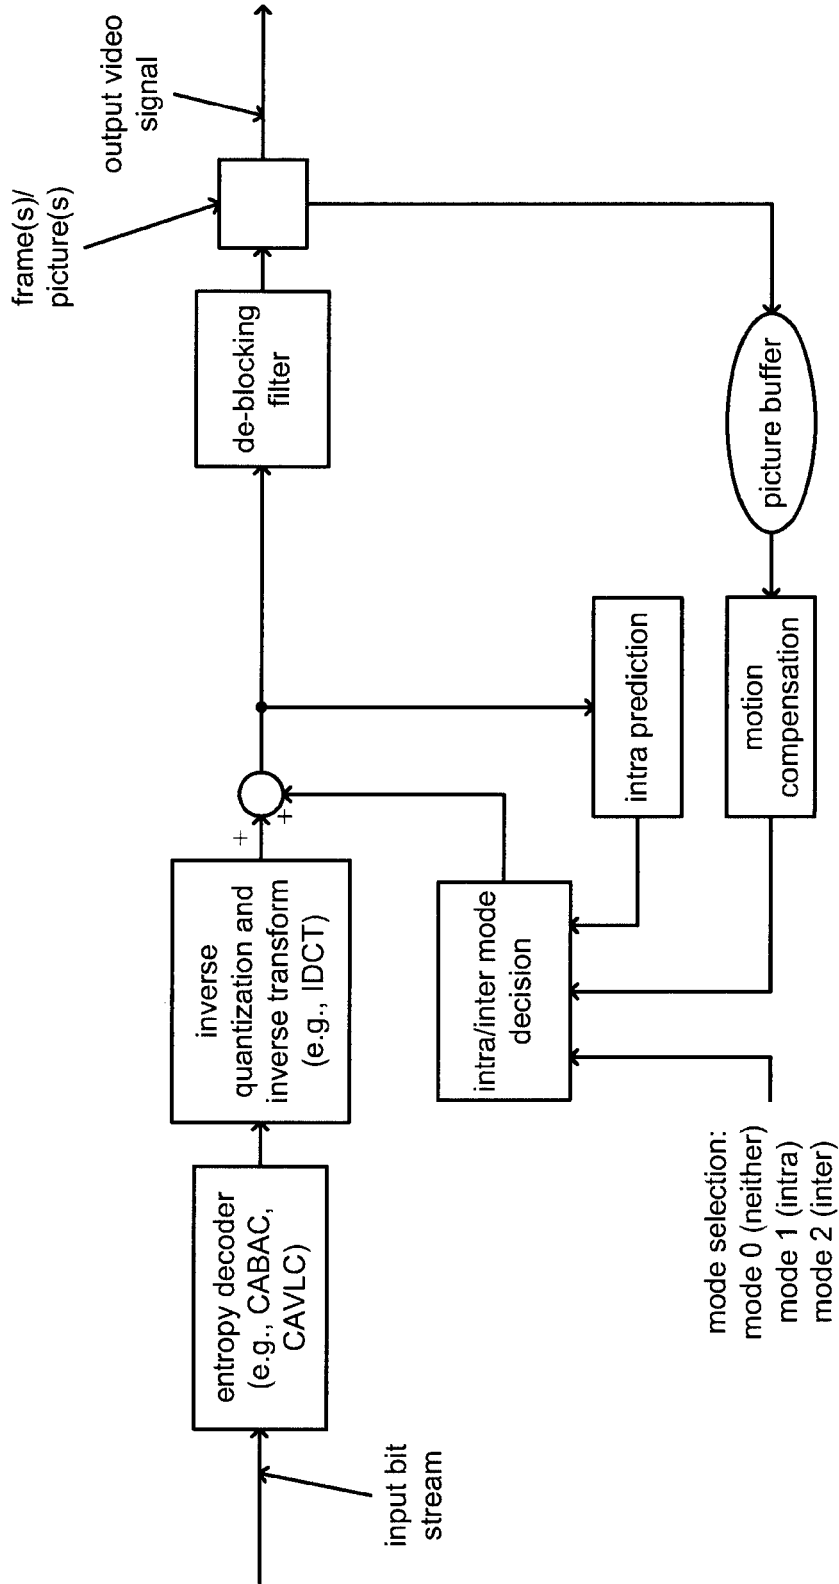 input bit
stream
entropy decoder
(e.g., CABAC,
CAVLC)
inverse
quantization and
inverse transform
(e.g., IDCT)
+
+
de-blocking
filter
frame(s)/
picture(s)
output video
signal
intra/inter mode
decision
intra prediction
motion
compensation
picture buffer
mode selection:
mode 0 (neither)
mode 1 (intra)
mode 2 (inter)